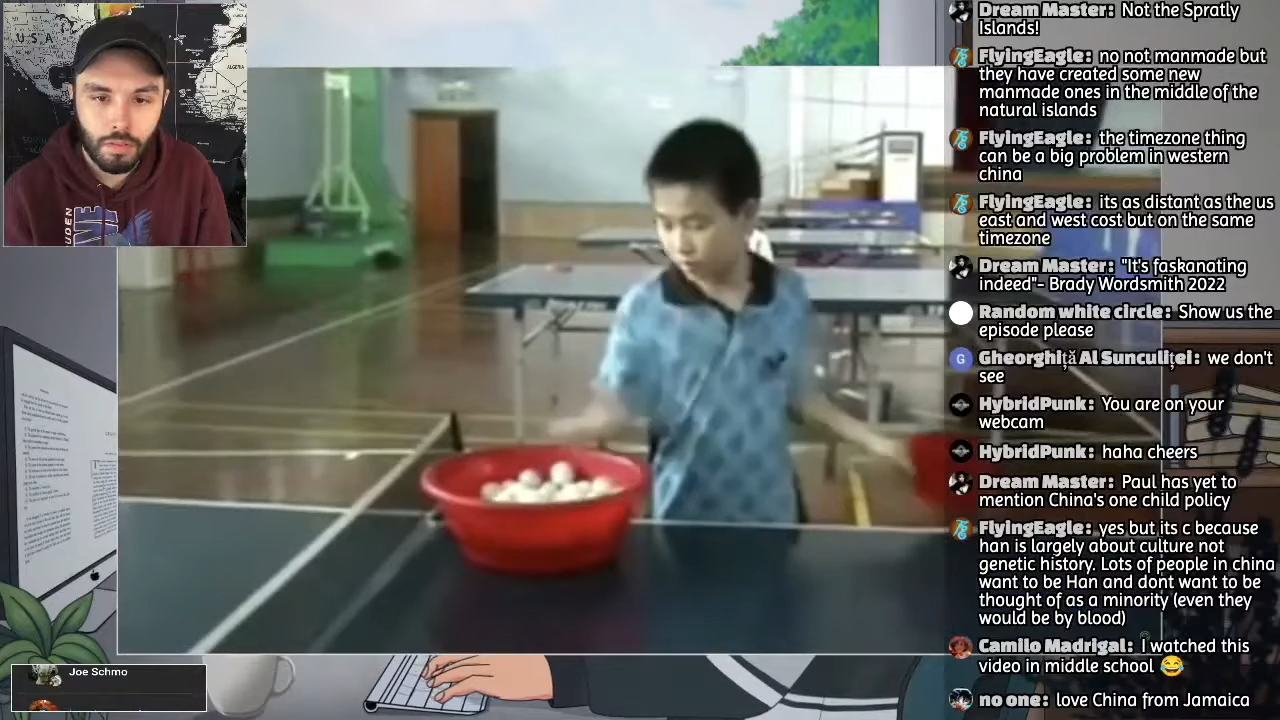 USA
ALGERIA
Dream Master: Not the Spratly
Islands!
FlyingEagle: no not manmade but
they have created some new
manmade ones in the middle of the
natural islands
FlyingEagle: the timezone thing
can be a big problem in western
china
FlyingEagle: its as distant as the us
east and west cost but on the same
timezone
Dream Master: "It's faskanating
indeed"- Brady Wordsmith 2022
Random white circle: Show us the
episode please
G
Gheorghiță Al Sunculiței: we don't
see
HybridPunk: You are on your
webcam
HybridPunk: haha cheers
Dream Master: Paul has yet to
mention China's one child policy
FlyingEagle: yes but its c because
han is largely about culture not
genetic history. Lots of people in china
want to be Han and dont want to be
thought of as a minority (even they
would be by blood)
Camilo Madrigal: I watched this
video in middle school 😂
no one: love China from Jamaica
Joe Schmo